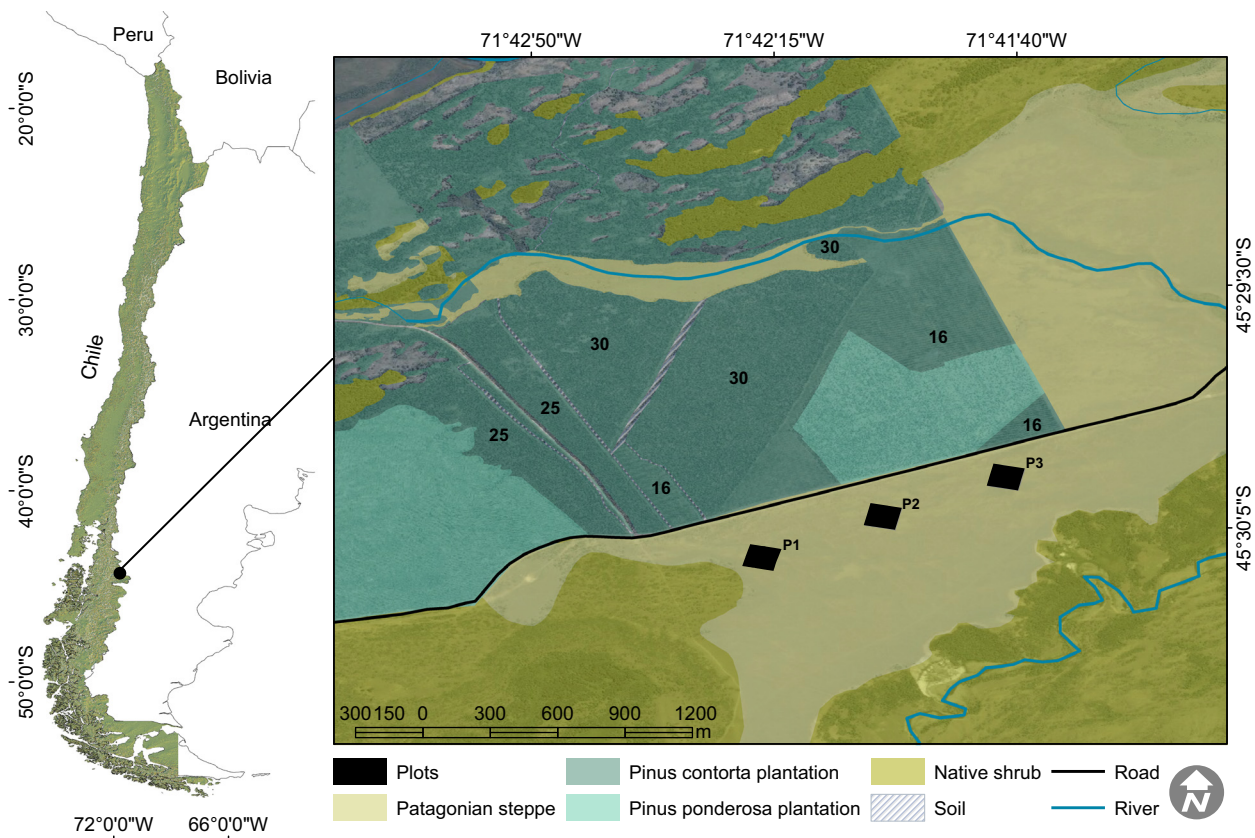 Peru
Bolivia
Chile
Argentina
20°0'0"S
30°0'0"S
40°0'0"S
50°0'0"S
72°0'0"W 66°0'0"W
71°42'50"W 71°42'15"W 71°41'40"W
45°29'30"S
45°30'5"S
30
30
16
30
25
25
16
16
P3
P2
P1
300 150 0 300 600 900 1200
m
Plots Pinus contorta plantation Native shrub Road
Patagonian steppe Pinus ponderosa plantation Soil River
N